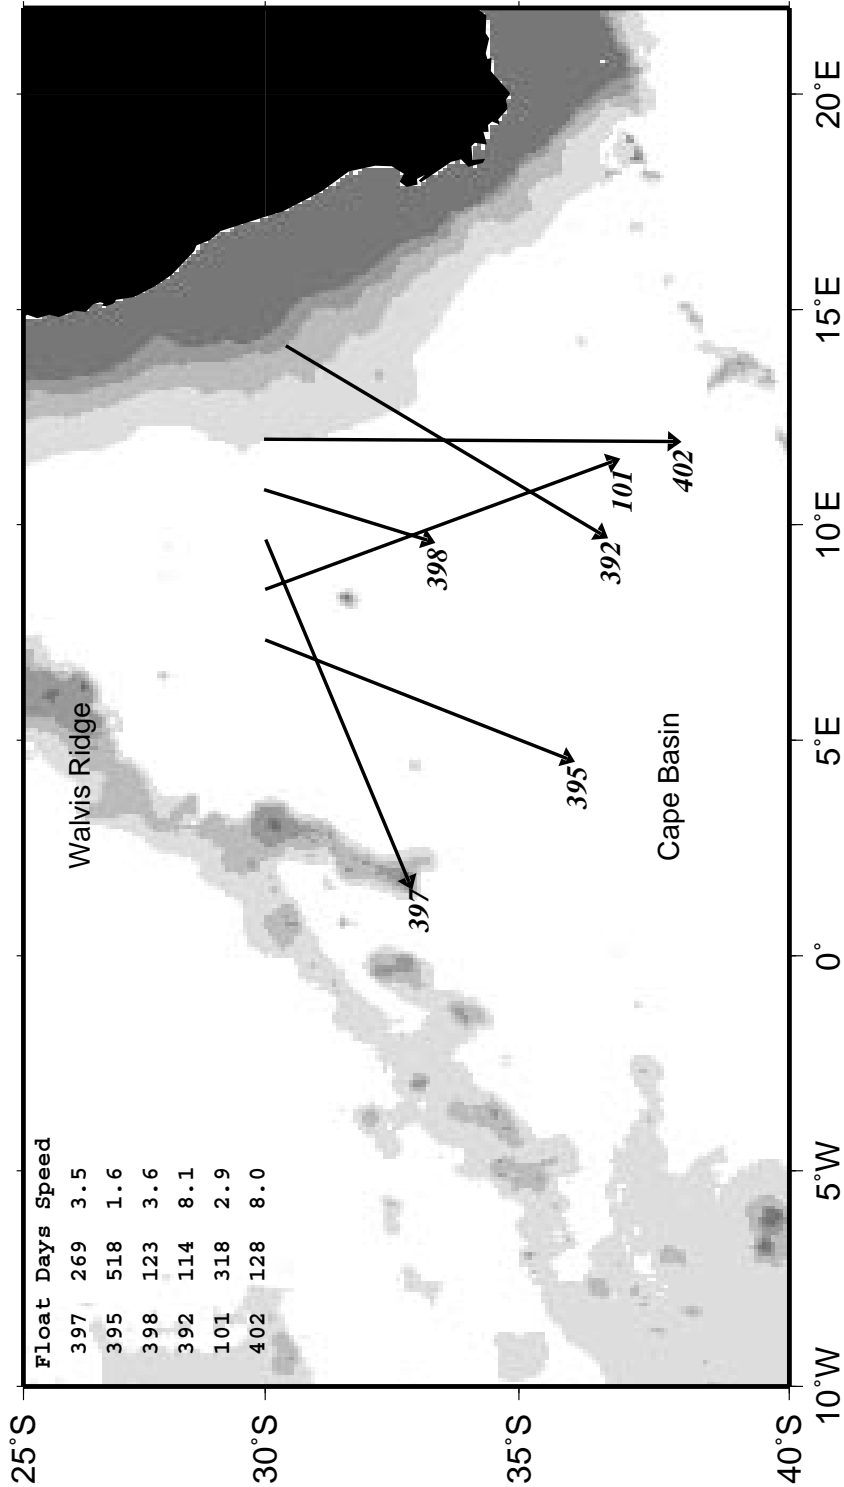 Float Days Speed
397 269 3.5
395 518 1.6
398 123 3.6
392 114 8.1
101 318 2.9
402 128 8.0
Walvis Ridge
Cape Basin
397
395
398
392
101
402
25°S
30°S
35°S
40°S
10°W
5°W
0°
5°E
10°E
15°E
20°E